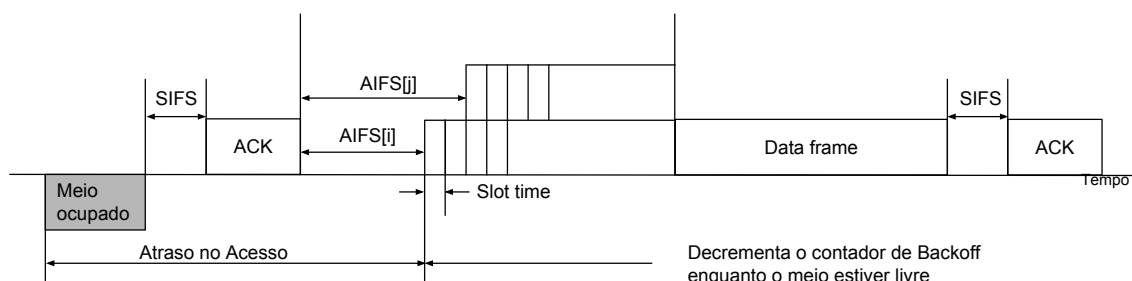 AIFS[j]
SIFS
SIFS
AIFS[i]
ACK
Data frame
ACK
Tempo
Meio
ocupado
Slot time
Atraso no Acesso
Decrementa o contador de Backoff
enquanto o meio estiver livre